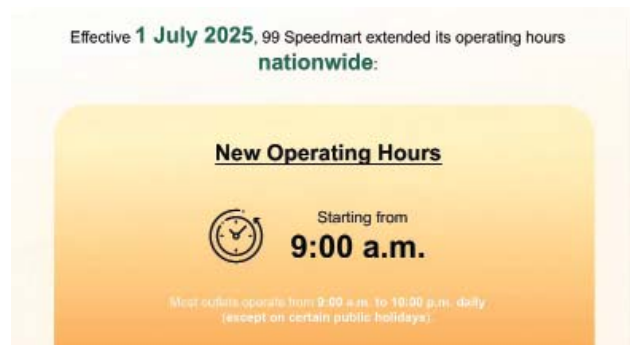 Effective 1 July 2025, 99 Speedmart extended its operating hours
nationwide:
New Operating Hours
Starting from
9:00 a.m.
Most outlets operate from 9:00 a.m. to 10:00 p.m. daily
(except on certain public holidays).